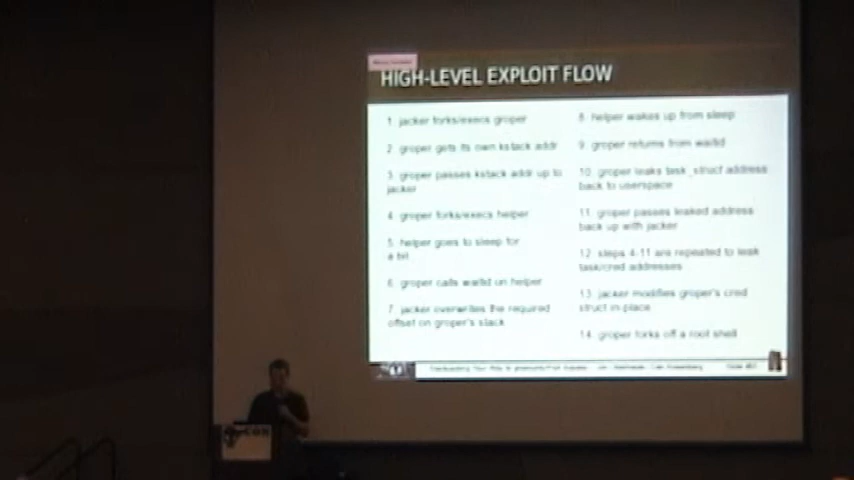 HIGH-LEVEL EXPLOIT FLOW
1. jacker forks/execs groper
2. groper gets its own kstack addr
3. groper passes kstack addr up to
jacker
4. groper forks/execs helper
5. helper goes to sleep for
a bit
6. groper calls waitid on helper
7. jacker overwrites the required
offset on groper's stack
8. helper wakes up from sleep
9. groper returns from waitid
10. groper leaks task_struct address
back to userspace
11. groper passes leaked address
back up with jacker
12. steps 4-11 are repeated to leak
task/cred addresses
13. jacker modifies groper's cred
struct in place
14. groper forks off a root shell